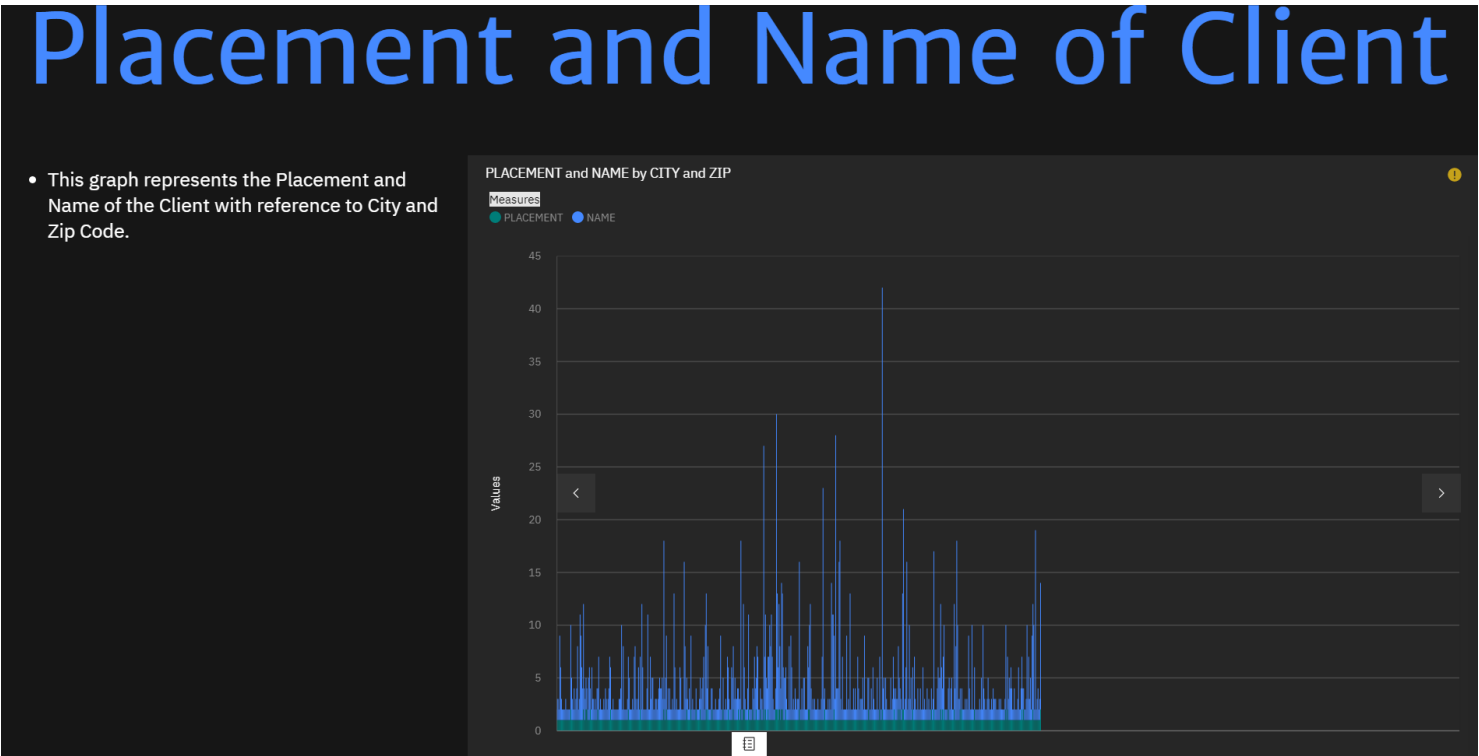 Placement and Name of Client
• This graph represents the Placement and
Name of the Client with reference to City and
Zip Code.
PLACEMENT and NAME by CITY and ZIP
Measures
PLACEMENT NAME
45
40
35
30
25
20
15
10
5
0
Values